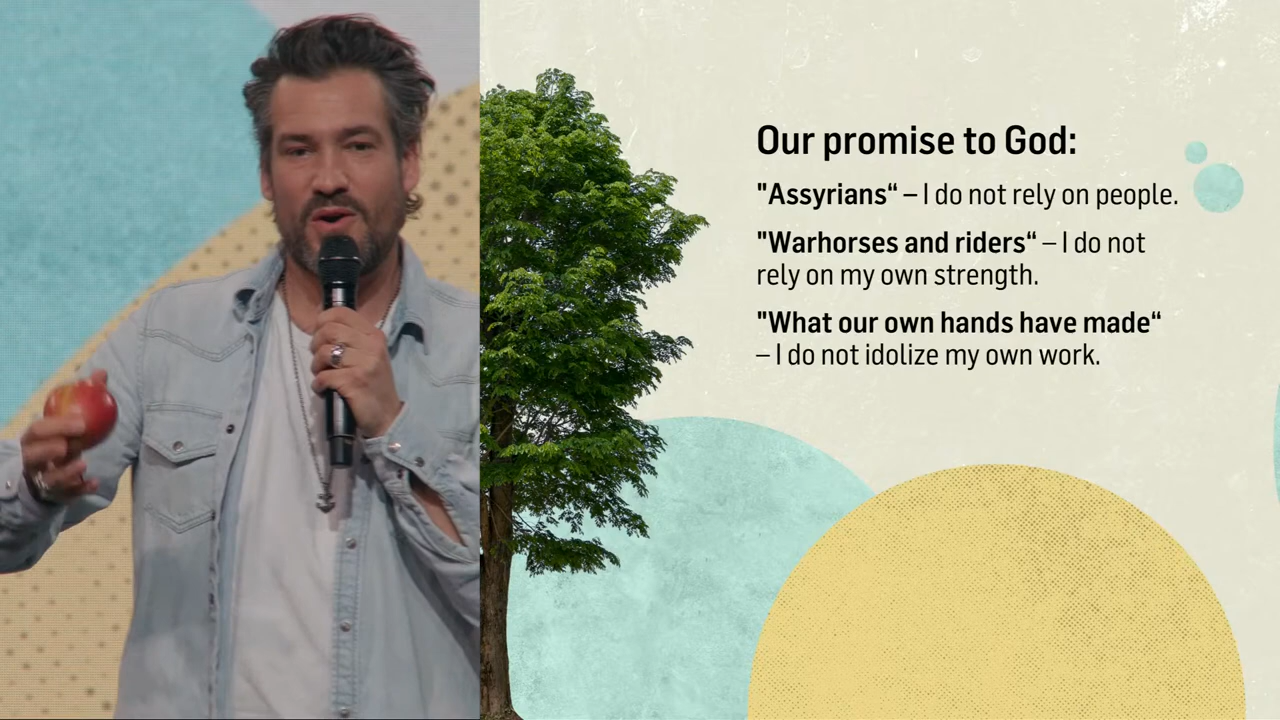 Our promise to God:
"Assyrians“ – I do not rely on people.
"Warhorses and riders“ – I do not
rely on my own strength.
"What our own hands have made“
– I do not idolize my own work.